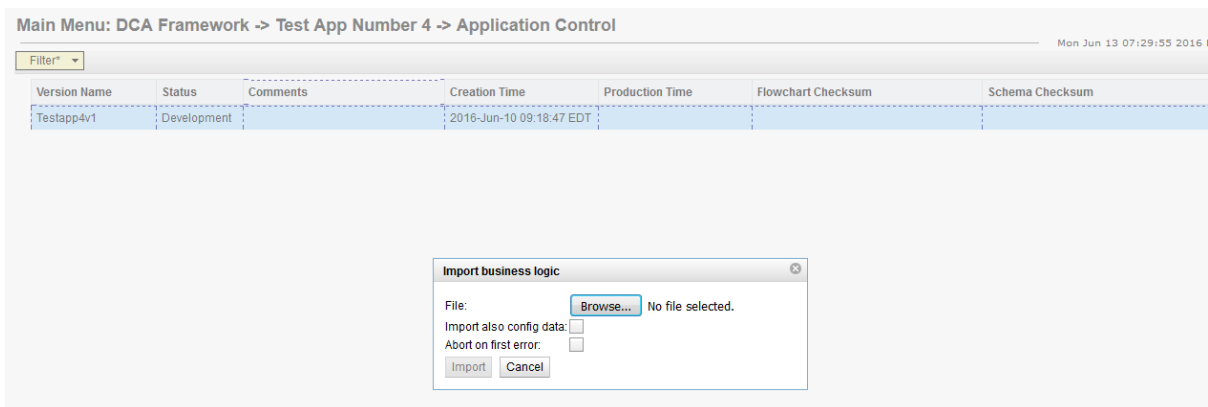 Main Menu: DCA Framework -> Test App Number 4 -> Application Control
Mon Jun 13 07:29:55 2016
Filter*
Version Name Status Comments Creation Time Production Time Flowchart Checksum Schema Checksum
Testapp4v1 Development 2016-Jun-10 09:18:47 EDT
Import business logic
File: Browse... No file selected.
Import also config data:
Abort on first error:
Import Cancel